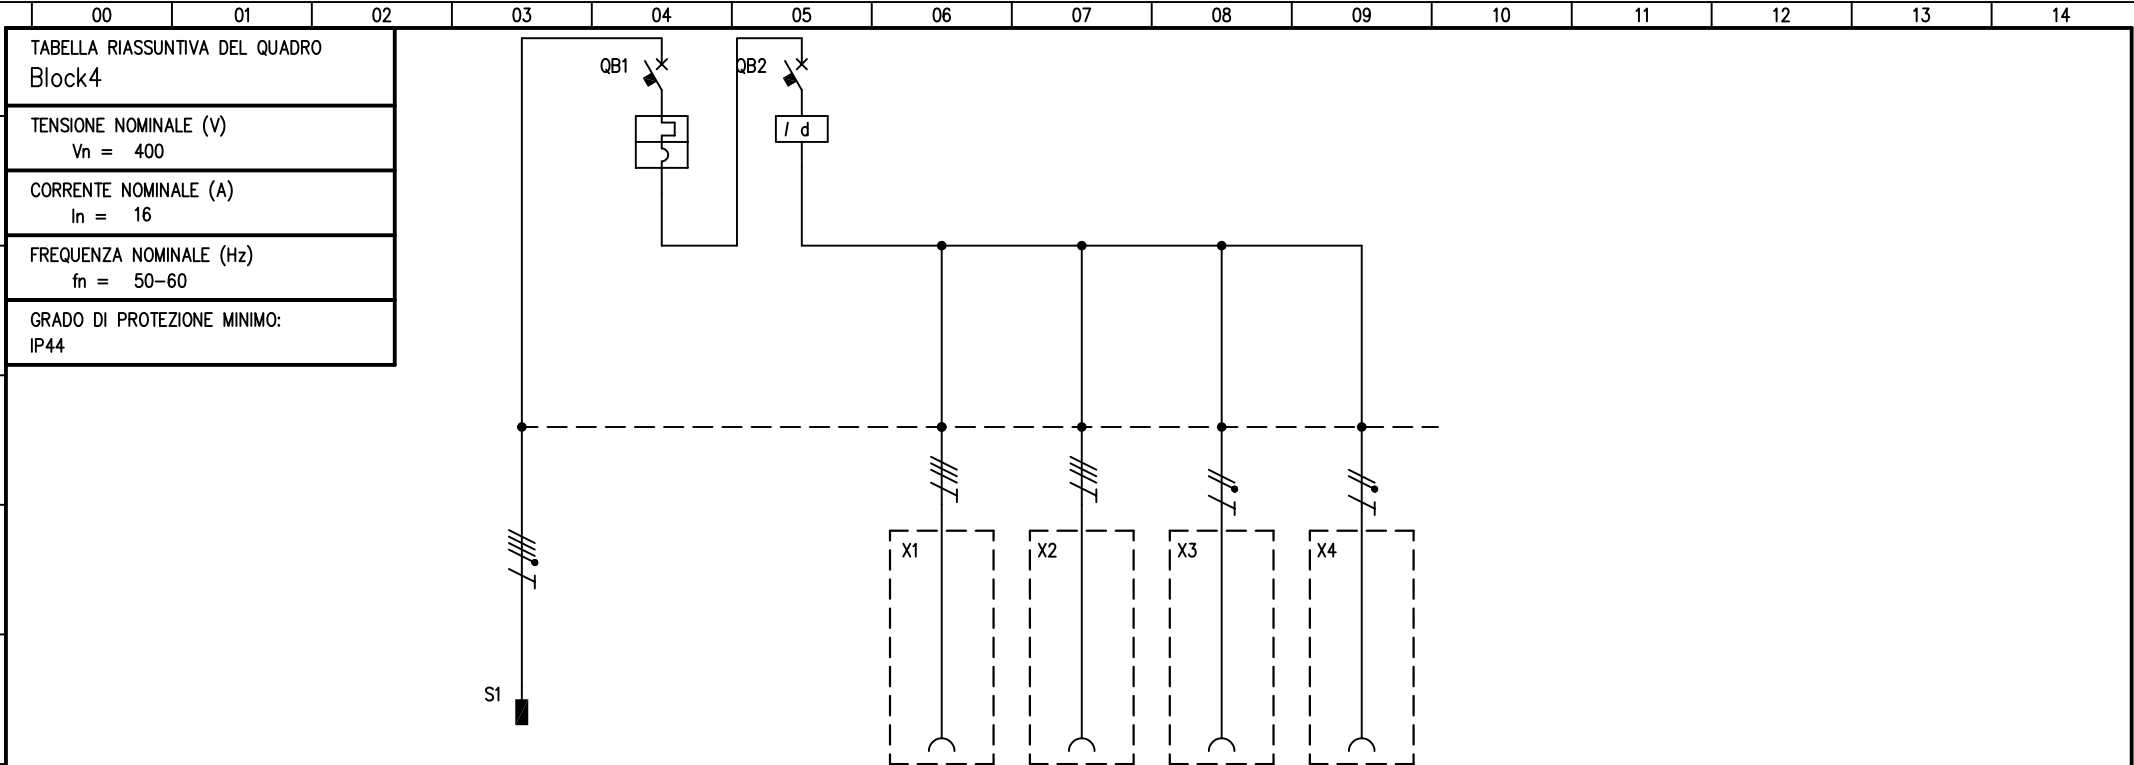 00 01 02 03 04 05 06 07 08 09 10 11 12 13 14
TABELLA RIASSUNTIVA DEL QUADRO
Block4
TENSIONE NOMINALE (V)
Vn = 400
CORRENTE NOMINALE (A)
In = 16
FREQUENZA NOMINALE (Hz)
fn = 50-60
GRADO DI PROTEZIONE MINIMO:
IP44
QB1 QB2
I d
X1 X2 X3 X4
S1